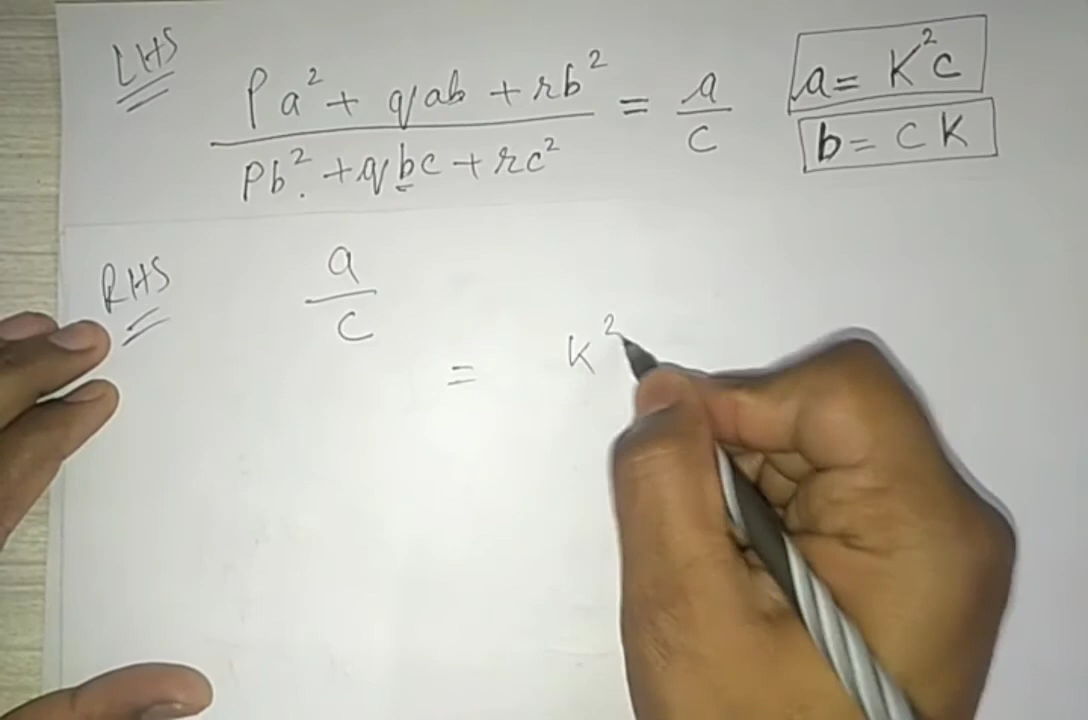 LHS
Pa² + qab + rb² / Pb² + qbc + rc² = a / c
a = K²c
b = CK
RHS
a / c
= K²